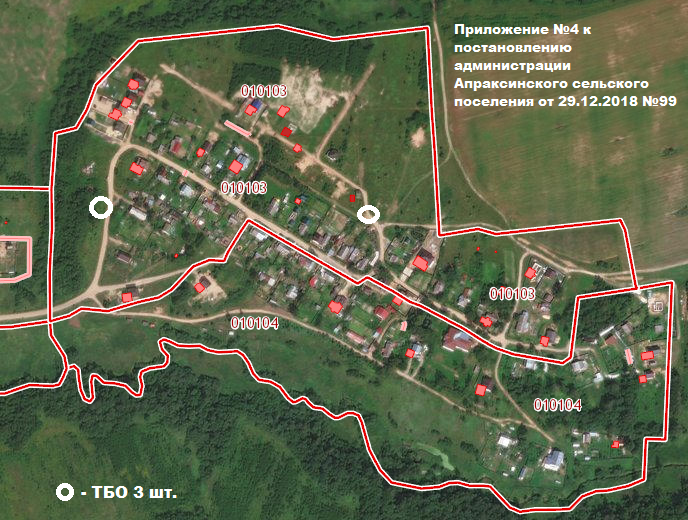 Приложение №4 к
постановлению
администрации
Апраксинского сельского
поселения от 29.12.2018 №99
010103
010103
010103
010104
010104
- ТБО 3 шт.